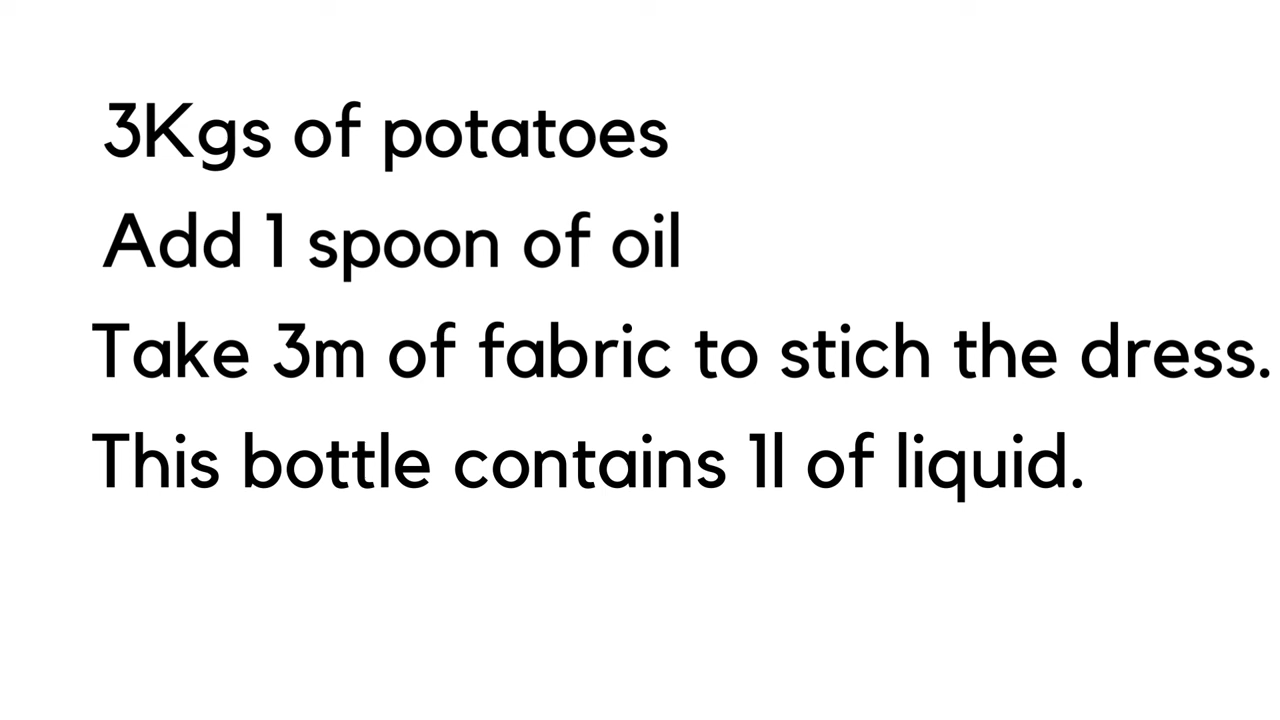 3Kgs of potatoes
Add 1 spoon of oil
Take 3m of fabric to stich the dress.
This bottle contains 1l of liquid.